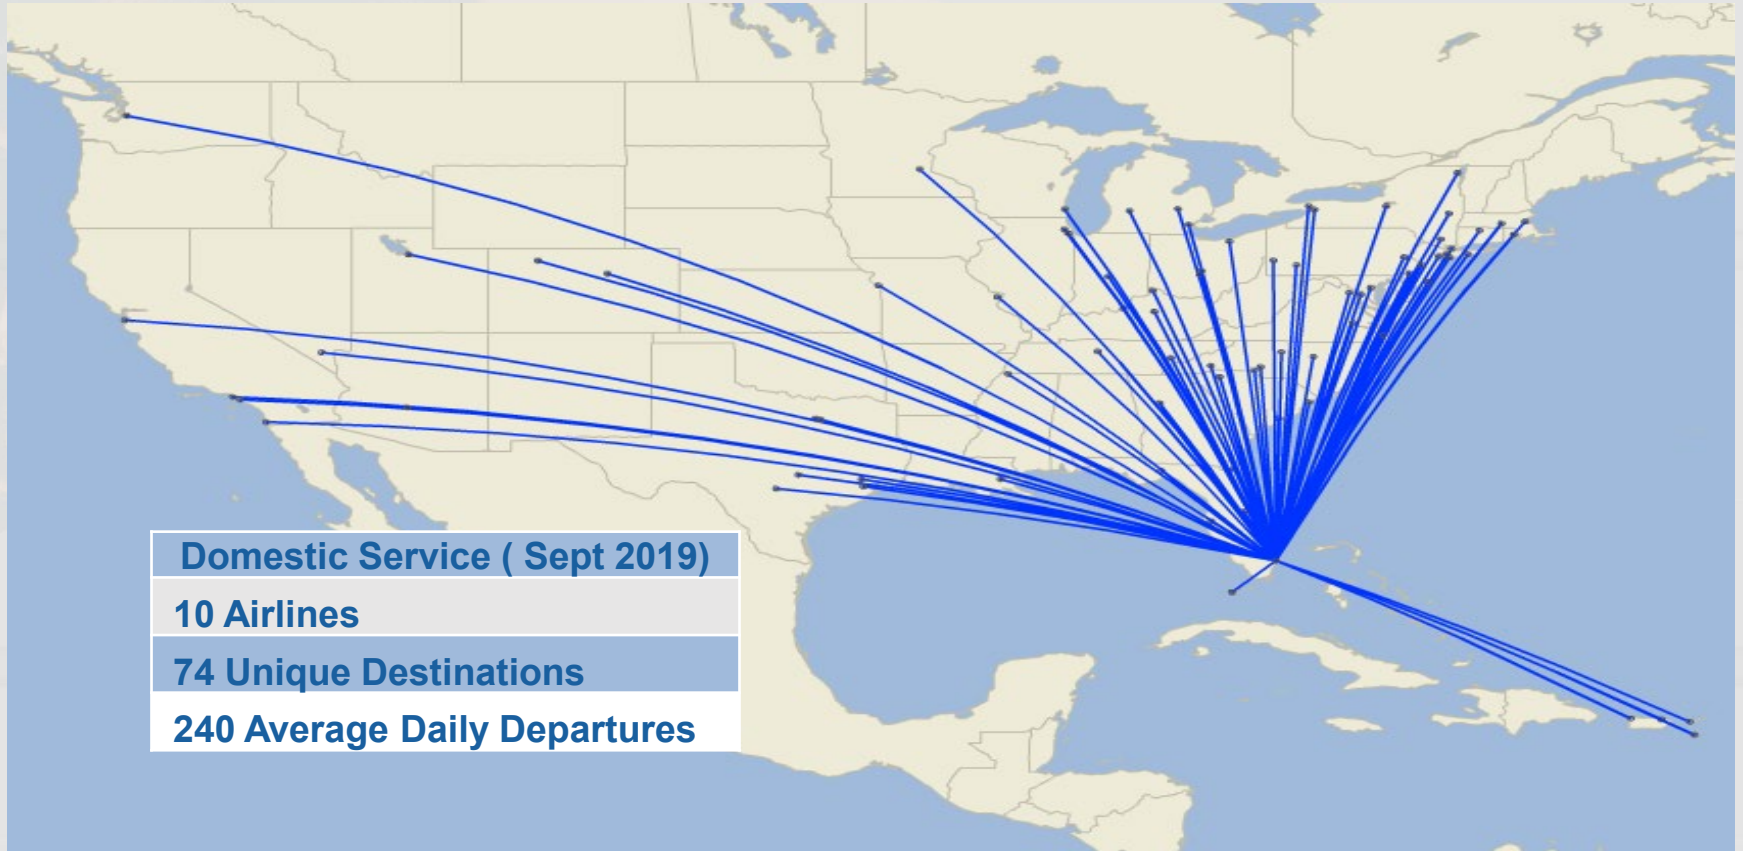 Domestic Service ( Sept 2019)
10 Airlines
74 Unique Destinations
240 Average Daily Departures